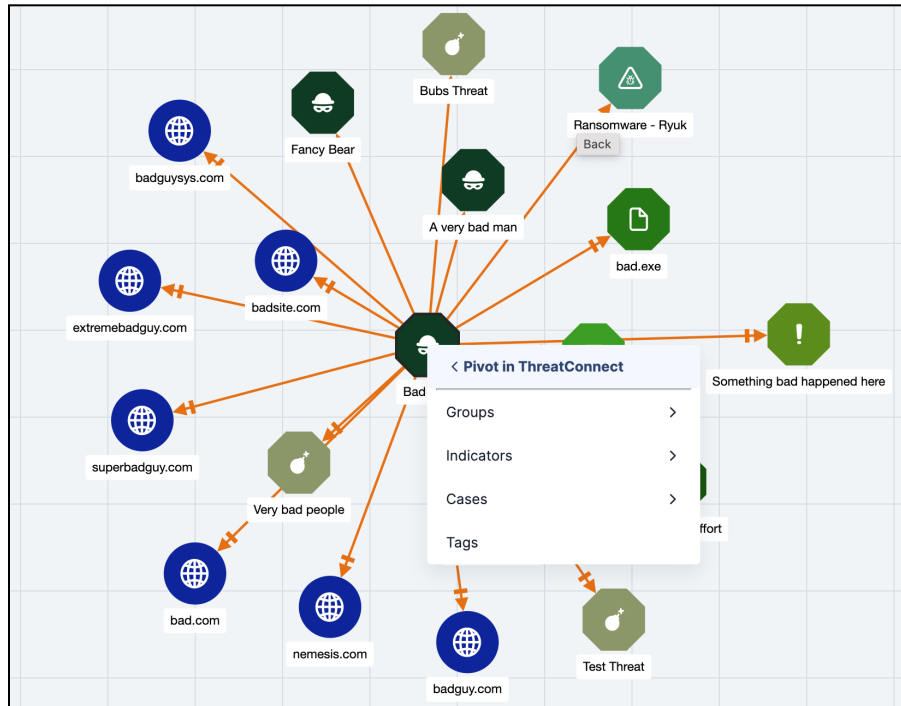 Bubs Threat
Ransomware - Ryuk
Back
Fancy Bear
badguysys.com
A very bad man
bad.exe
badsite.com
extremebadguy.com
Something bad happened here
Bad
< Pivot in ThreatConnect
Groups
Indicators
Cases
Tags
superbadguy.com
Very bad people
ffort
bad.com
nemesis.com
Test Threat
badguy.com